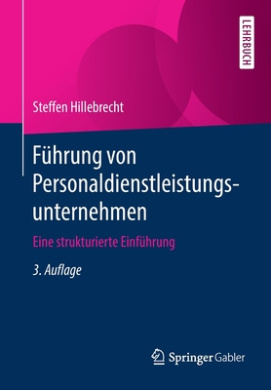 LEHRBUCH
Steffen Hillebrecht
Führung von
Personaldienstleistungs-
unternehmen
Eine strukturierte Einführung
3. Auflage
Springer Gabler